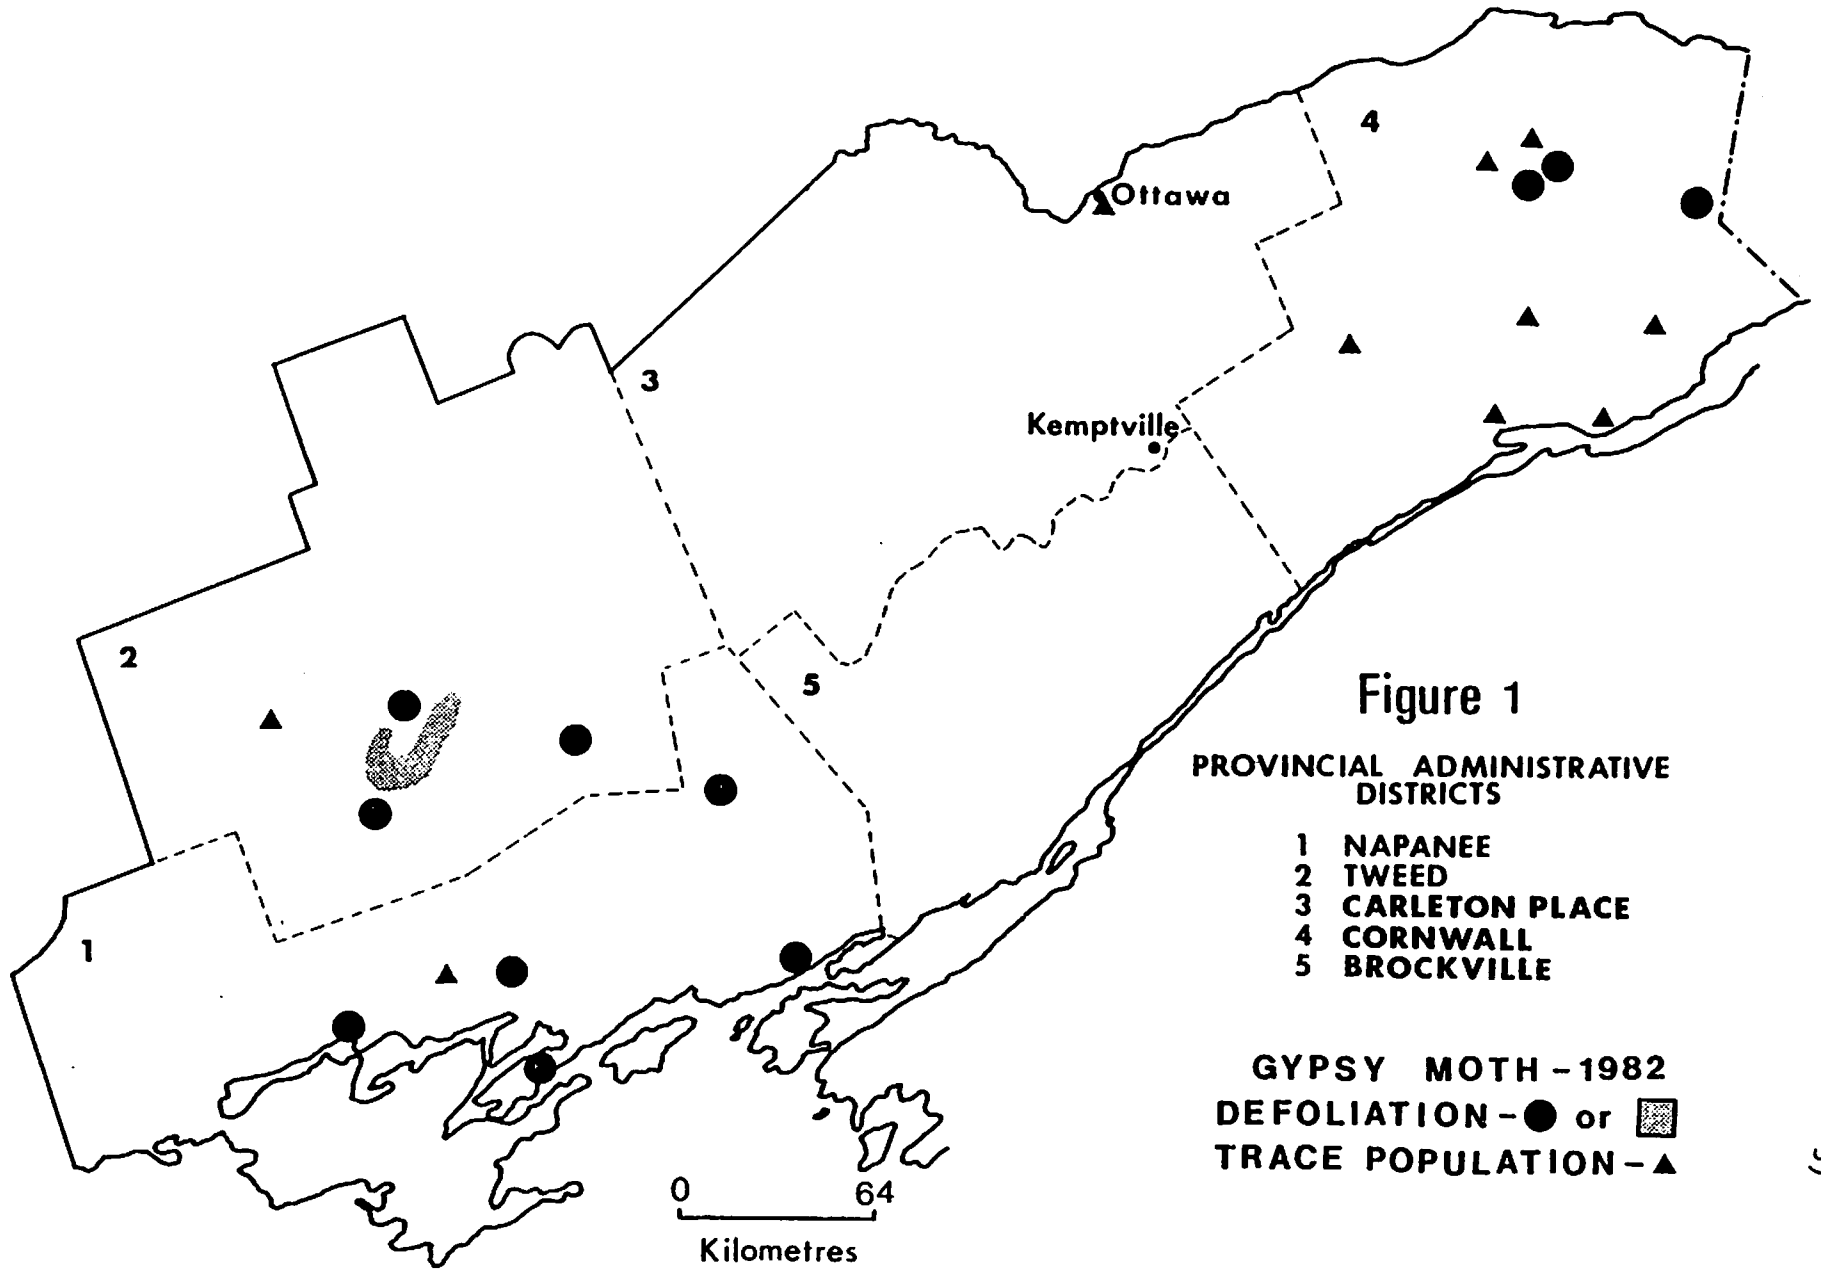 4
Ottawa
3
Kemptville
2
5
1
Figure 1
PROVINCIAL ADMINISTRATIVE
DISTRICTS
1 NAPANEE
2 TWEED
3 CARLETON PLACE
4 CORNWALL
5 BROCKVILLE
GYPSY MOTH - 1982
DEFOLIATION - or
TRACE POPULATION -
0 64
Kilometres